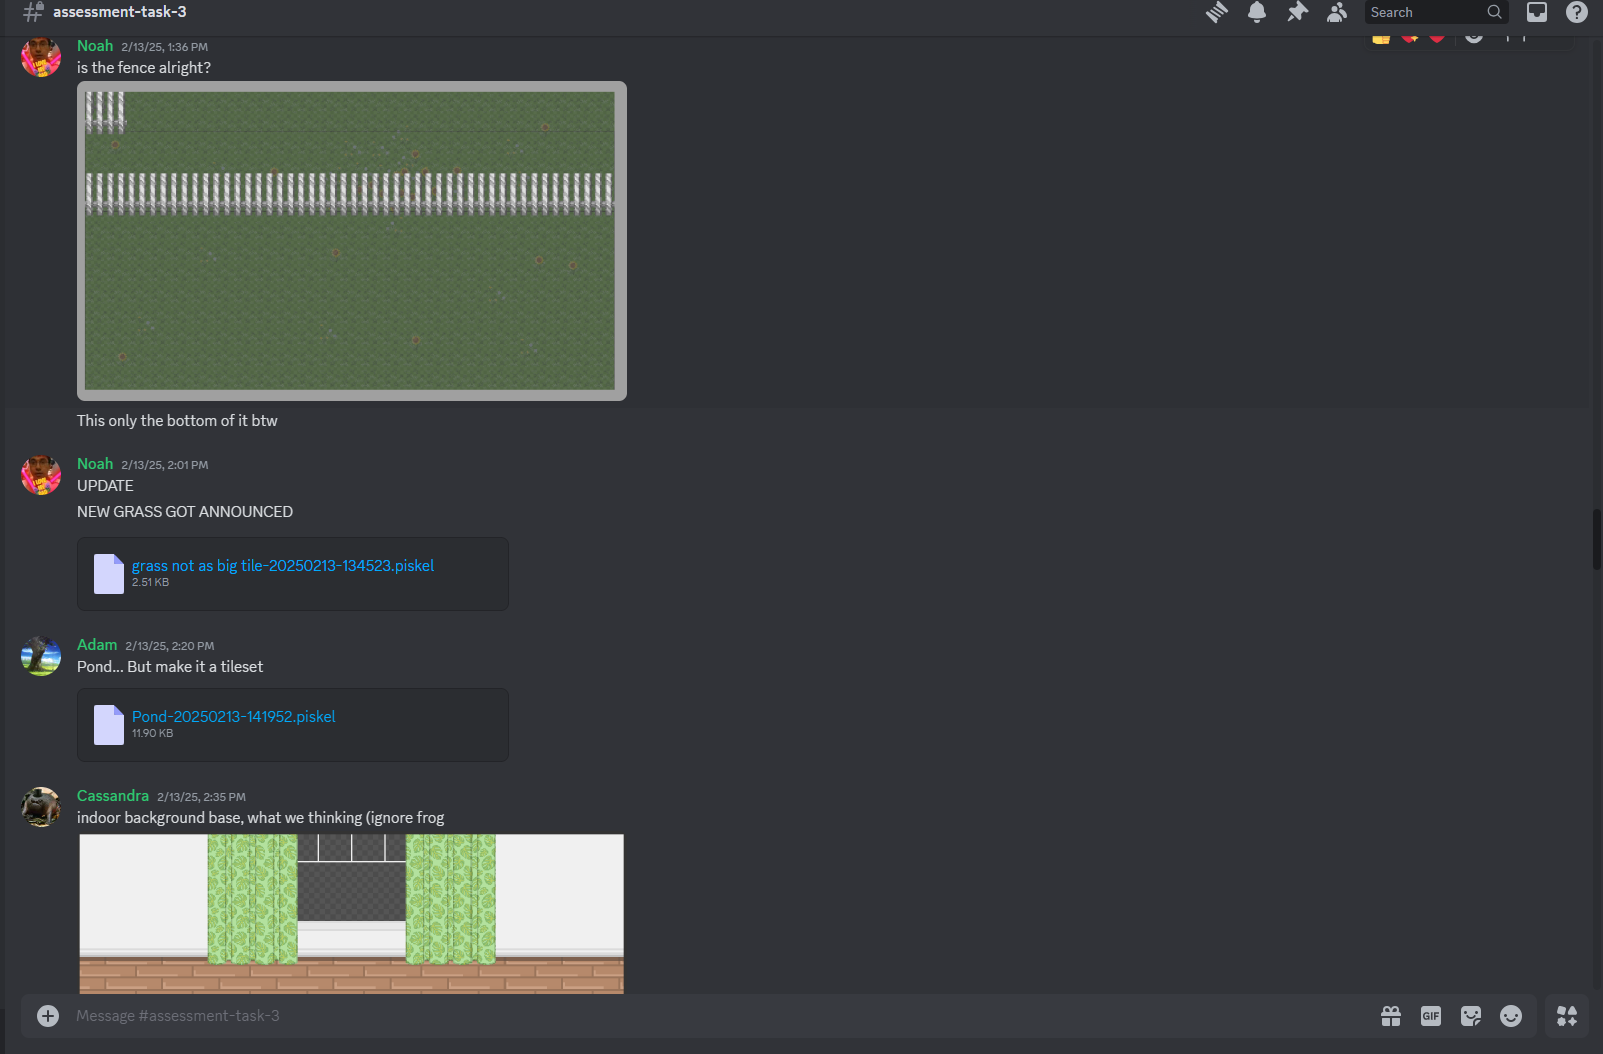 assessment-task-3
Search
Noah 2/13/25, 1:36 PM
is the fence alright?
This only the bottom of it btw
Noah 2/13/25, 2:01 PM
UPDATE
NEW GRASS GOT ANNOUNCED
grass not as big tile-20250213-134523.piskel
2.51 KB
Adam 2/13/25, 2:20 PM
Pond... But make it a tileset
Pond-20250213-141952.piskel
11.90 KB
Cassandra 2/13/25, 2:35 PM
indoor background base, what we thinking (ignore frog
Message #assessment-task-3
GIF